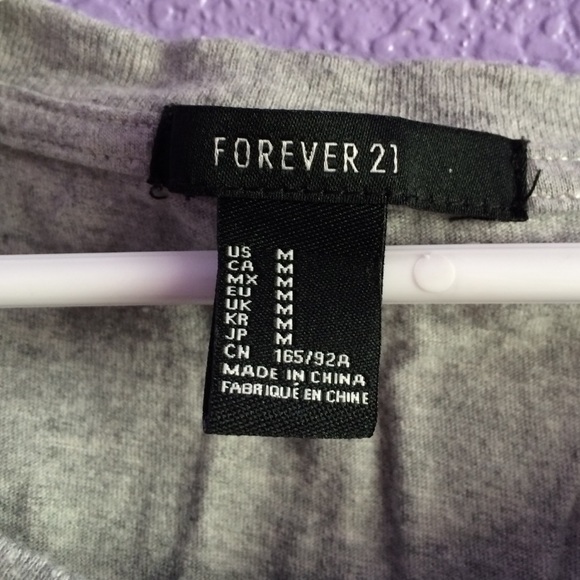 FOREVER 21
US M
CA M
MX M
EU M
UK M
KR M
JP M
CN 165/92A
MADE IN CHINA
FABRIQUÉ EN CHINE